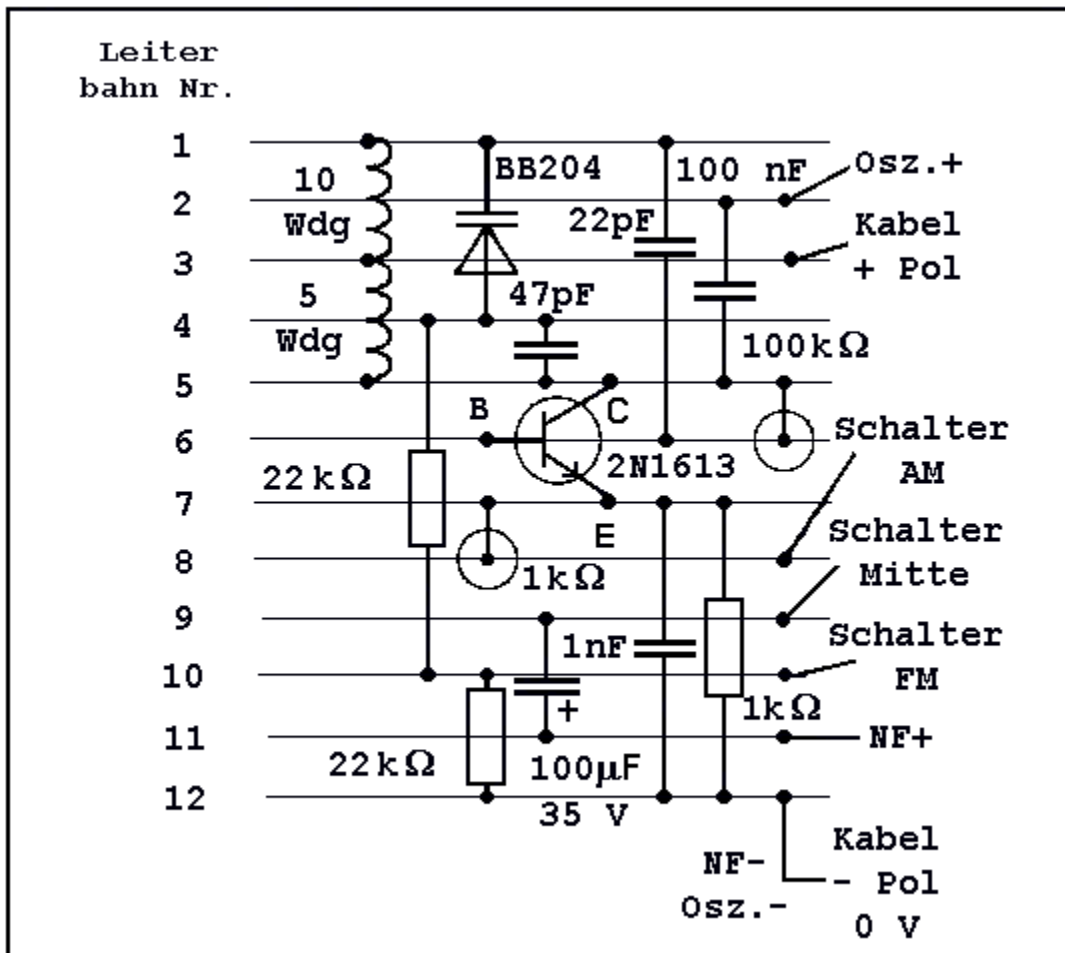 Leiter
bahn Nr.
1
BB204
100 nF
Osz.+
10
Wdg
2
22pF
Kabel
+ Pol
3
5
Wdg
47pF
4
100kΩ
5
B
C
6
2N1613
Schalter
AM
22kΩ
7
E
8
1kΩ
Schalter
Mitte
9
1nF
Schalter
FM
10
+
1kΩ
11
NF+
22kΩ
100μF
35 V
12
NF-
Osz.-
Kabel
- Pol
0 V